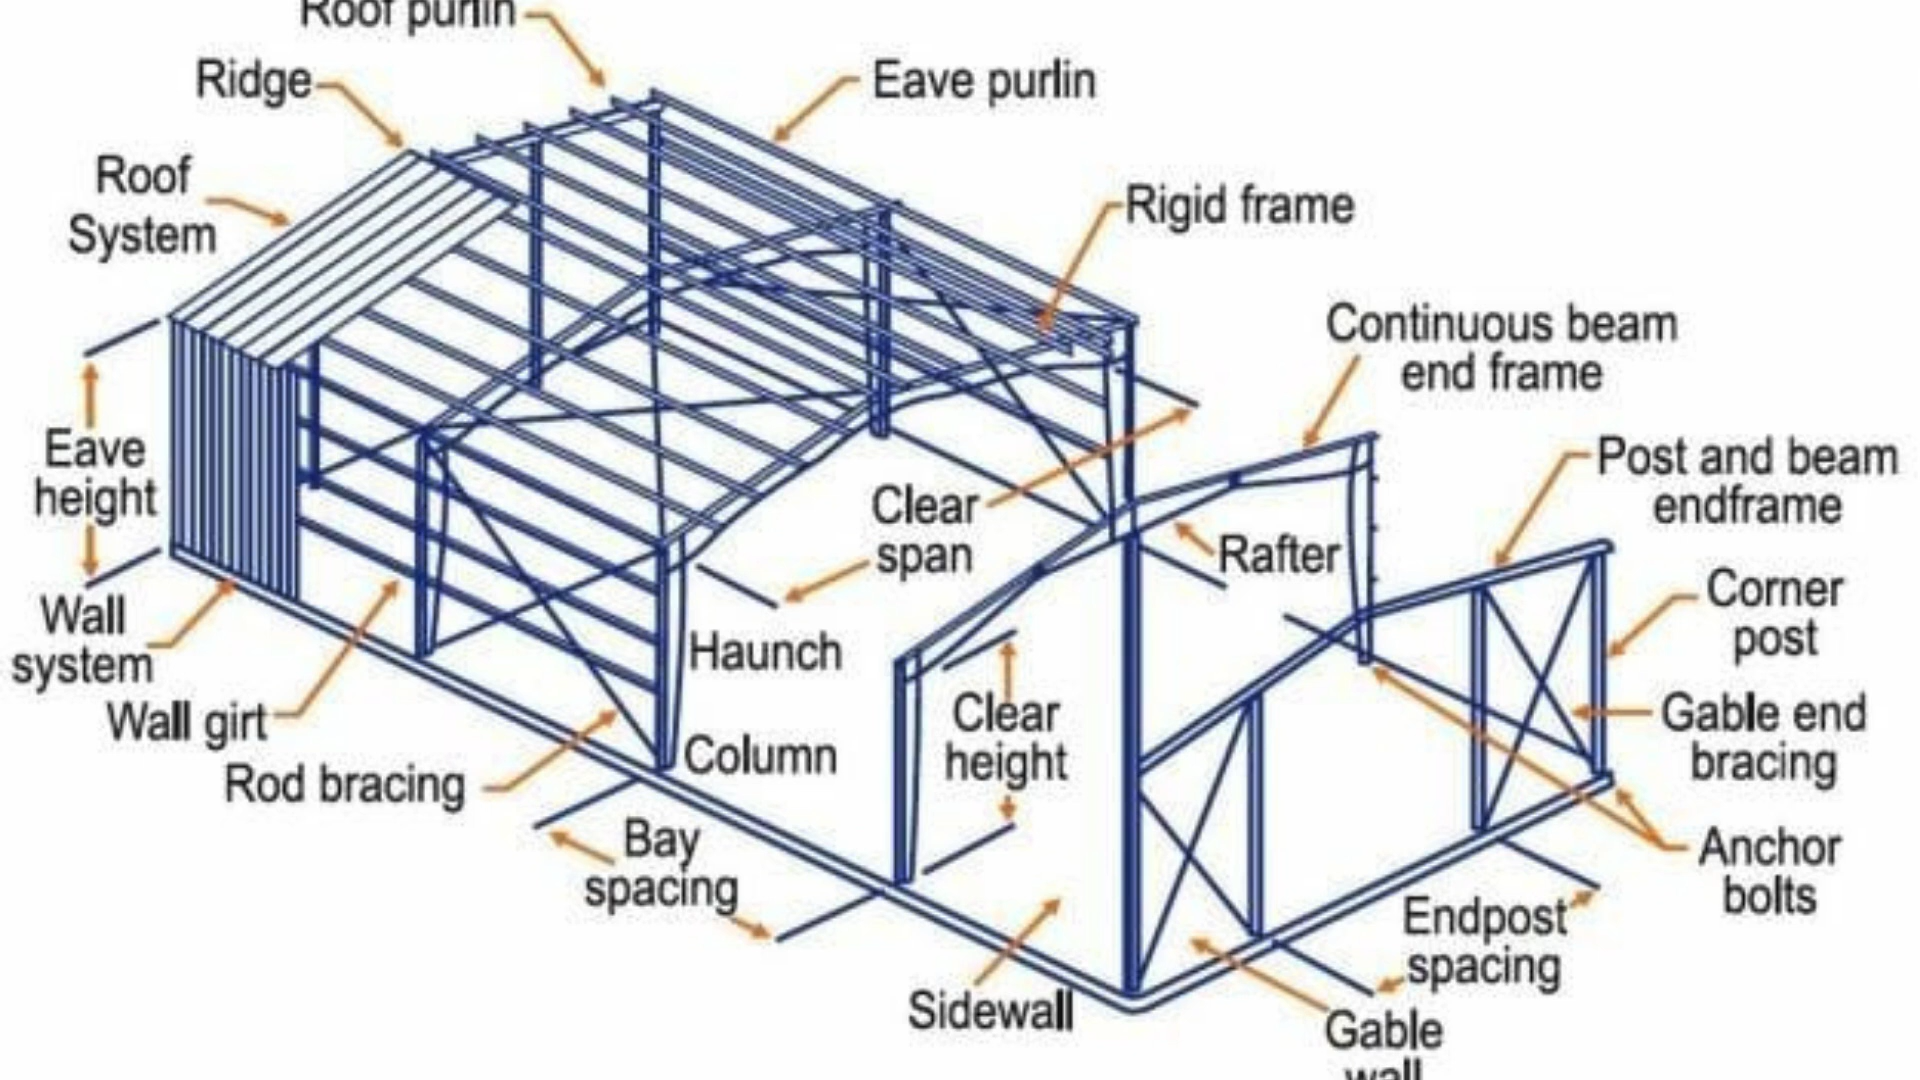 Roof purlin
Ridge
Eave purlin
Roof
System
Rigid frame
Continuous beam
end frame
Eave
height
Clear
span
Rafter
Post and beam
endframe
Corner
post
Wall
system
Wall girt
Rod bracing
Haunch
Column
Clear
height
Gable end
bracing
Bay
spacing
Anchor
bolts
Endpost
spacing
Sidewall
Gable
wall